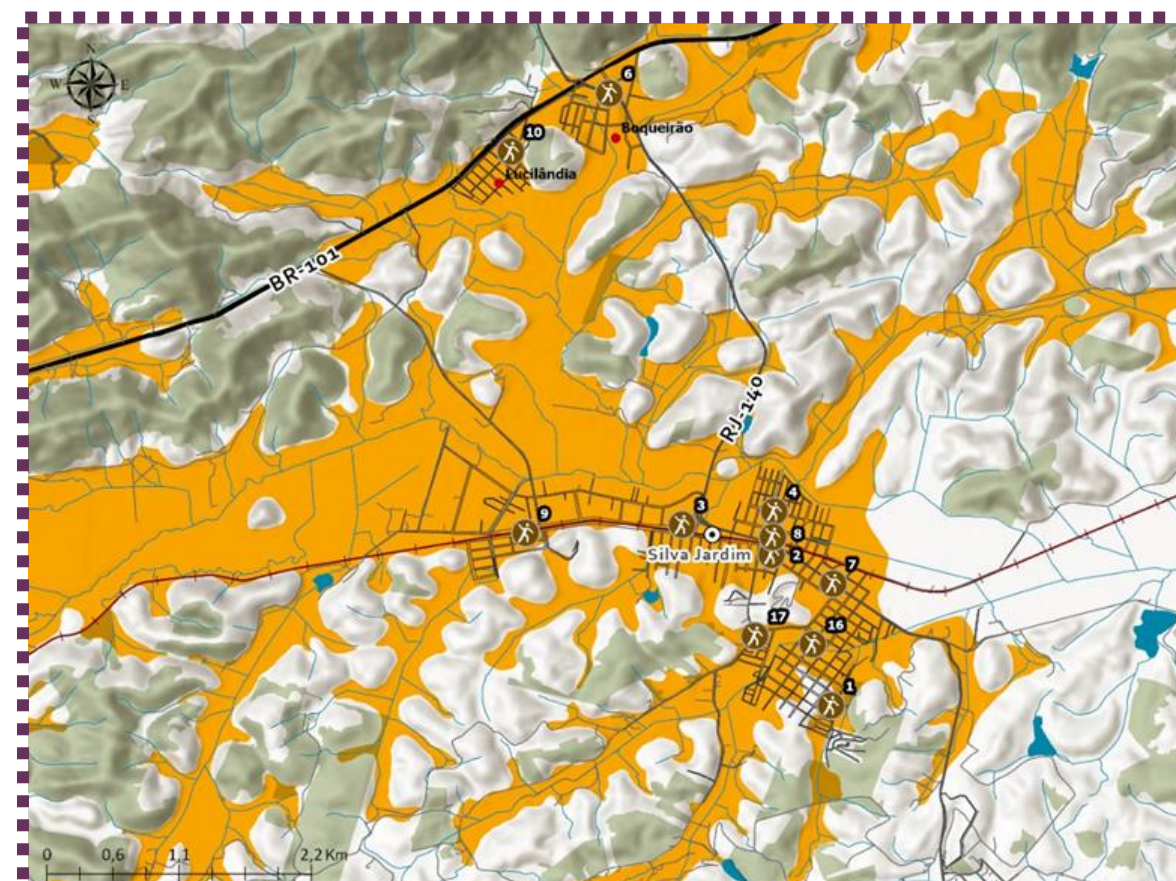 N
W E
S
6
Boqueirão
10
Lucilândia
BR-101
RJ-140
4
3
9
8
Silva Jardim
2
7
17
16
1
0 0,6 1,1 2,2 Km